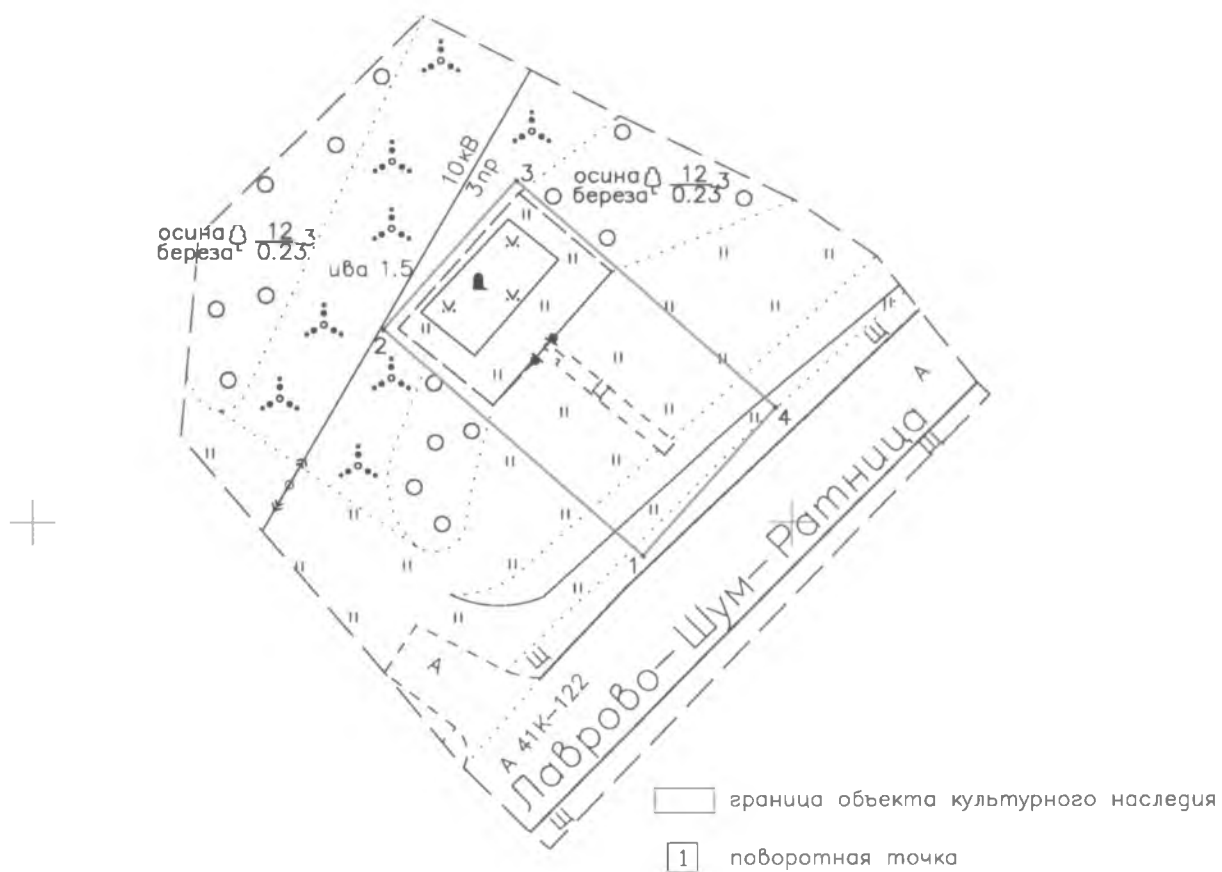 10кВ
3пр
3
осина 12 3
береза 0.23
осина 12 3
береза 0.23
ива 1.5
2
4
1
А
А
Щ
Щ
Щ
Щ
А 41К-122
Лаврово-Шум-Ратница
граница объекта культурного наследия
1 поворотная точка